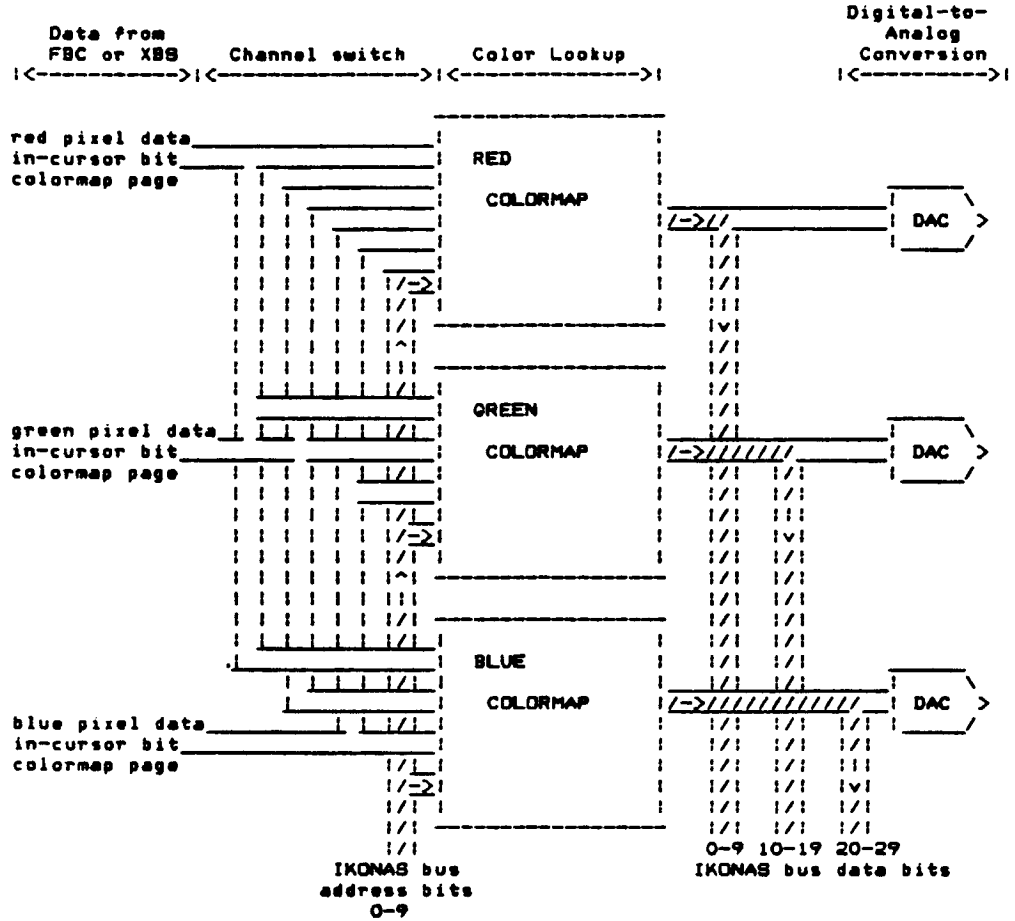 Digital-to-
Data from Analog
FBC or XBS Channel switch Color Lookup Conversion
red pixel data
in-cursor bit RED
colormap page
COLORMAP
DAC
GREEN
green pixel data
in-cursor bit COLORMAP DAC
colormap page
BLUE
COLORMAP DAC
blue pixel data
in-cursor bit
colormap page
0-9 10-19 20-29
IKONAS bus IKONAS bus data bits
address bits
0-9